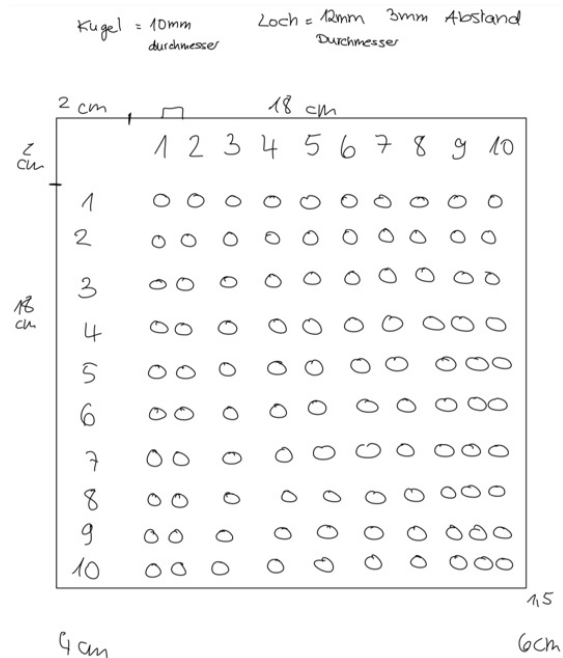 Kugel = 10mm
durchmesser
Loch = 12mm 3mm Abstand
Durchmesser
2 cm 18 cm
2
cm
1 2 3 4 5 6 7 8 9 10
1
2
3
18
cm
4
5
6
7
8
9
10
1,5
4 cm 6cm